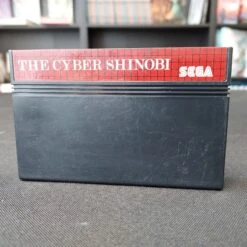 THE CYBER SHINOBI SEGA